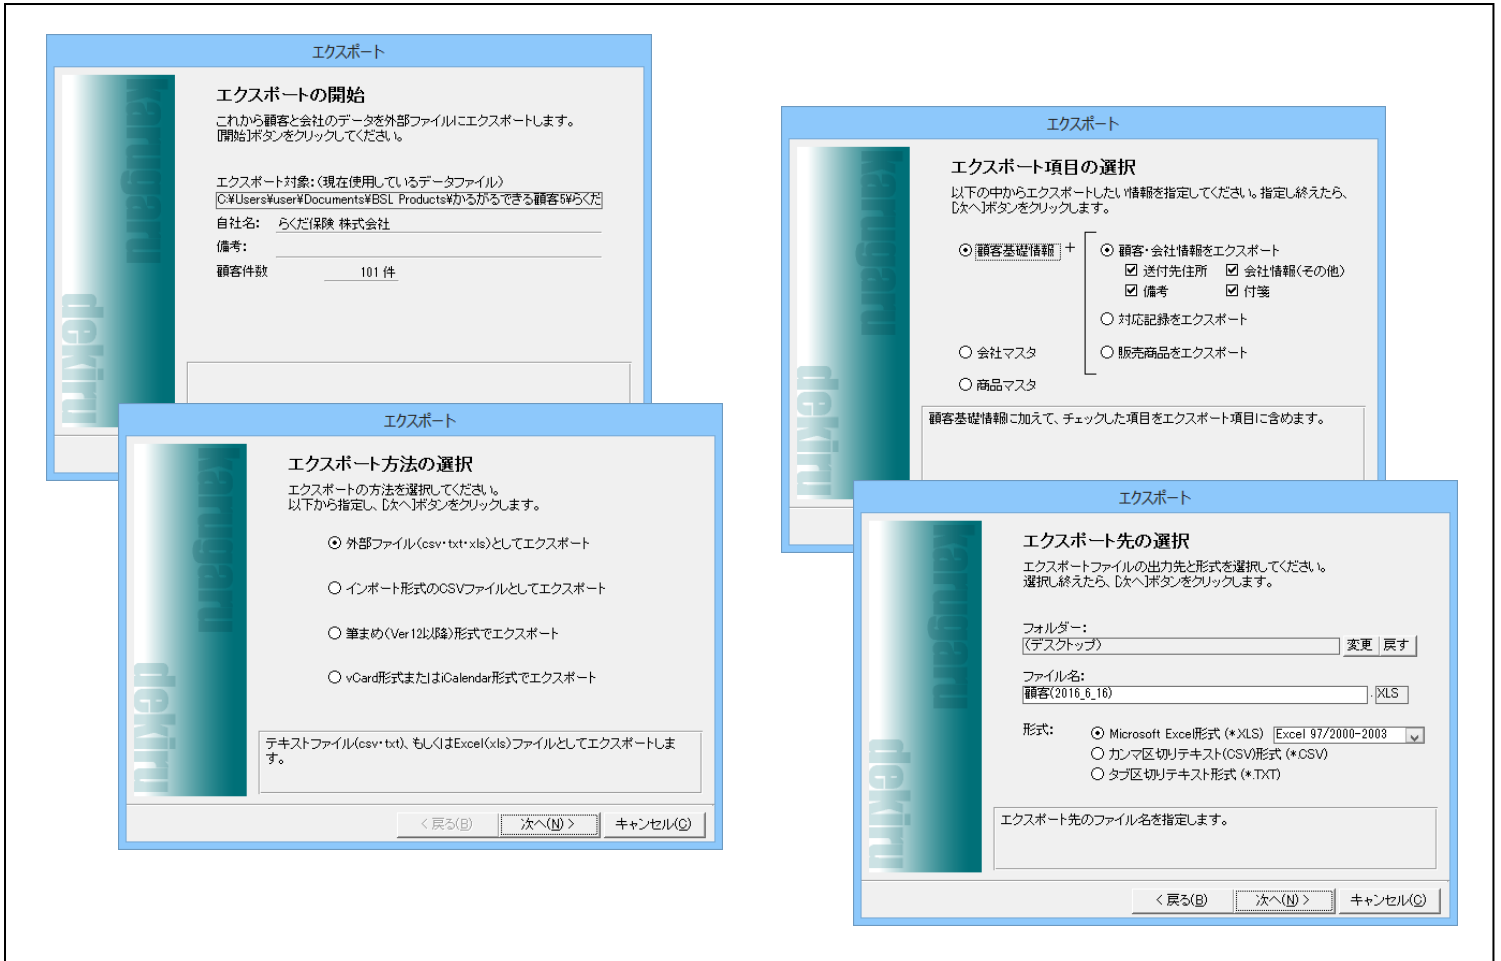 エクスポート
エクスポートの開始
これから顧客と会社のデータを外部ファイルにエクスポートします。
[開始]ボタンをクリックしてください。
エクスポート対象:(現在使用しているデータファイル)
C:¥Users¥user¥Documents¥BSL Products¥かるがるできる顧客5¥らくだ
自社名: らくだ保険 株式会社
備考:
顧客件数 101 件
karugaru
dekiru
エクスポート
エクスポート方法の選択
エクスポートの方法を選択してください。
以下から指定し、[次へ]ボタンをクリックします。
外部ファイル(csv・txt・xls)としてエクスポート
インポート形式のCSVファイルとしてエクスポート
筆まめ(Ver12以降)形式でエクスポート
vCard形式またはiCalendar形式でエクスポート
テキストファイル(csv・txt)、もしくはExcel(xls)ファイルとしてエクスポートしま
す。
karugaru
dekiru
< 戻る(B) 次へ(N) > キャンセル(C)
エクスポート
エクスポート項目の選択
以下の中からエクスポートしたい情報を指定してください。指定し終えたら、
[次へ]ボタンをクリックします。
顧客基礎情報 + 顧客・会社情報をエクスポート
送付先住所 会社情報(その他)
備考 付箋
対応記録をエクスポート
会社マスタ 販売商品をエクスポート
商品マスタ
顧客基礎情報に加えて、チェックした項目をエクスポート項目に含めます。
karugaru
dekiru
エクスポート
エクスポート先の選択
エクスポートファイルの出力先と形式を選択してください。
選択し終えたら、[次へ]ボタンをクリックします。
フォルダー:
(デスクトップ) 変更 戻す
ファイル名:
顧客(2016_6_16) .XLS
形式: Microsoft Excel形式 (*.XLS) Excel 97/2000-2003
カンマ区切りテキスト(CSV)形式 (*.CSV)
タブ区切りテキスト形式 (*.TXT)
エクスポート先のファイル名を指定します。
karugaru
dekiru
< 戻る(B) 次へ(N) > キャンセル(C)